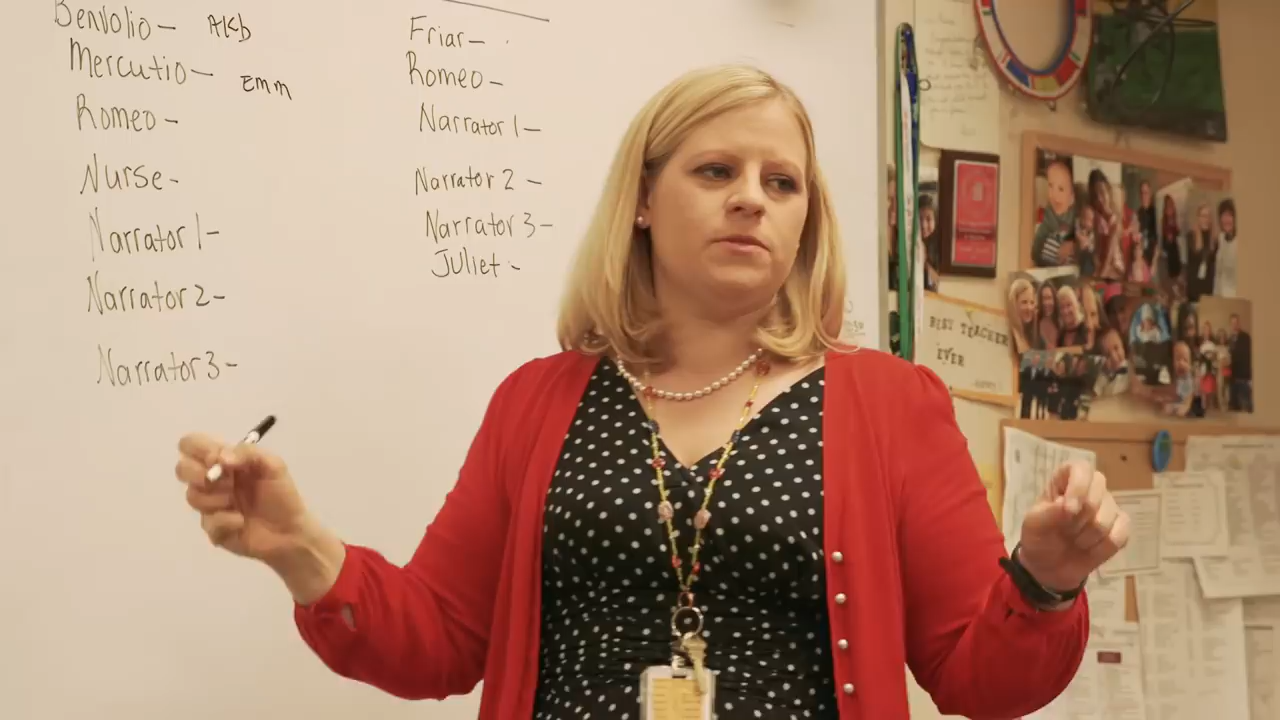 Benvolio - AKb
Mercutio - Emm
Romeo -
Nurse -
Narrator 1 -
Narrator 2 -
Narrator 3 -
Friar -
Romeo -
Narrator 1 -
Narrator 2 -
Narrator 3 -
Juliet -
BEST TEACHER
EVER